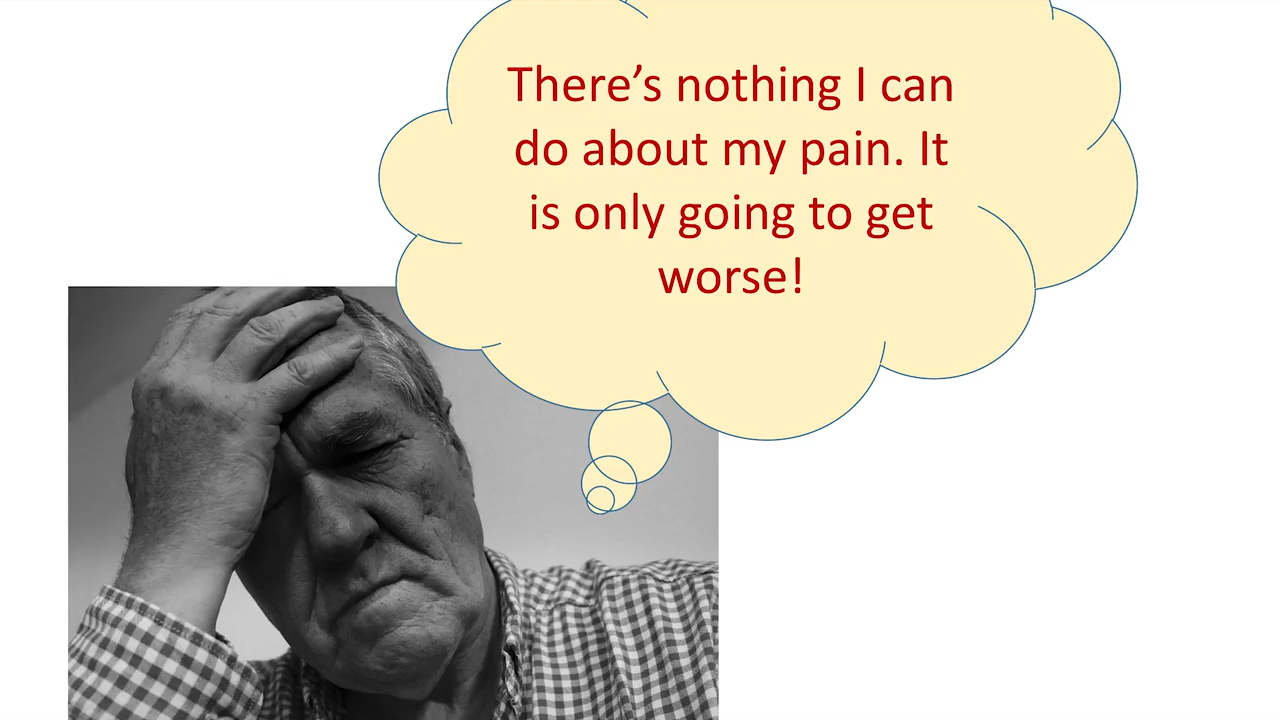 There’s nothing I can
do about my pain. It
is only going to get
worse!